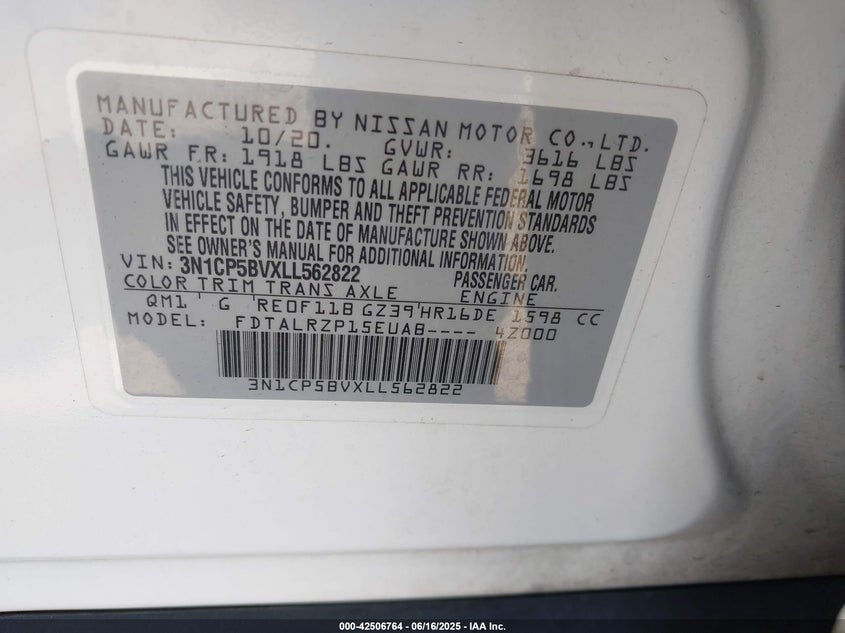 MANUFACTURED BY NISSAN MOTOR CO.,LTD.
DATE: 10/20. GVWR: 3616 LBS
GAWR FR: 1918 LBS GAWR RR: 1698 LBS
THIS VEHICLE CONFORMS TO ALL APPLICABLE FEDERAL MOTOR
VEHICLE SAFETY, BUMPER AND THEFT PREVENTION STANDARDS
IN EFFECT ON THE DATE OF MANUFACTURE SHOWN ABOVE.
SEE OWNER'S MANUAL FOR ADDITIONAL INFORMATION.
VIN: 3N1CP5BVXLL562822 PASSENGER CAR.
COLOR TRIM TRANS AXLE ENGINE
QM1 ' G 'RE0F11B GZ39'HR16DE 1598 CC
MODEL: FDTALRZP15EUAB---- 4Z000
3N1CP5BVXLL562822
000-42506764 - 06/16/2025 - IAA Inc.